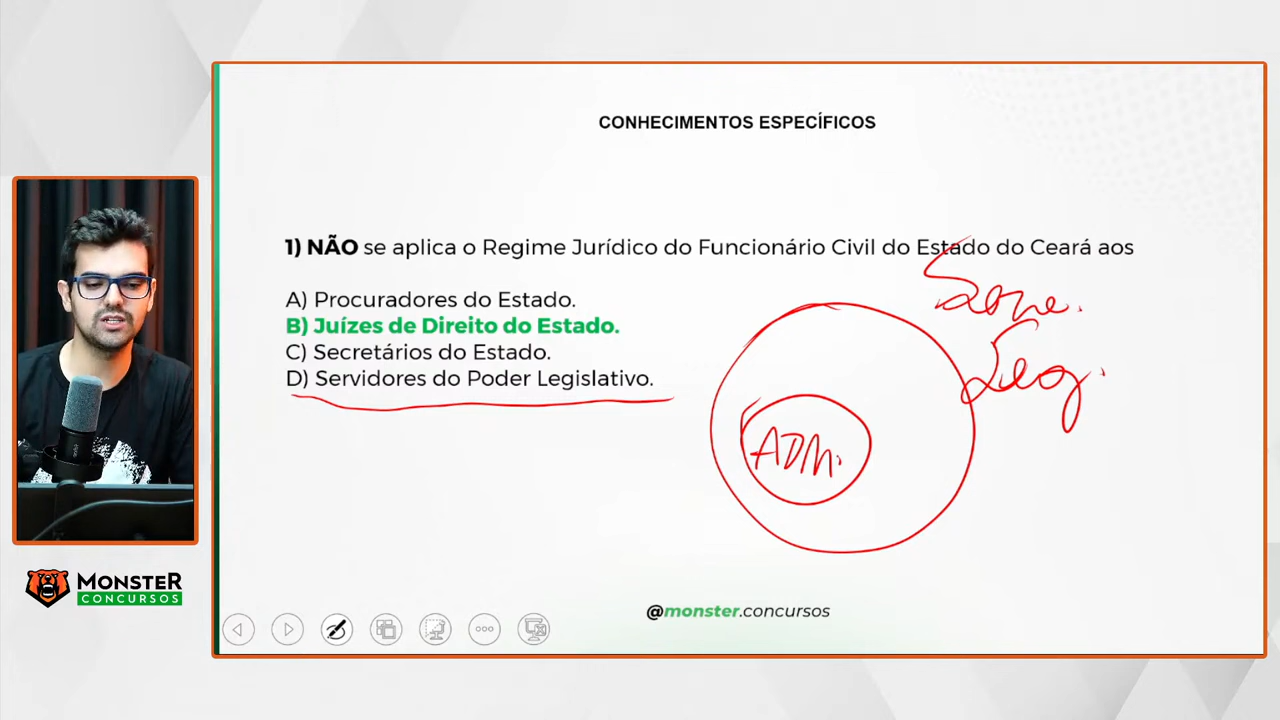 CONHECIMENTOS ESPECÍFICOS
1) NÃO se aplica o Regime Jurídico do Funcionário Civil do Estado do Ceará aos
A) Procuradores do Estado.
B) Juízes de Direito do Estado.
C) Secretários do Estado.
D) Servidores do Poder Legislativo.
Leg.
ADM.
MONSTER
CONCURSOS
@monster.concursos